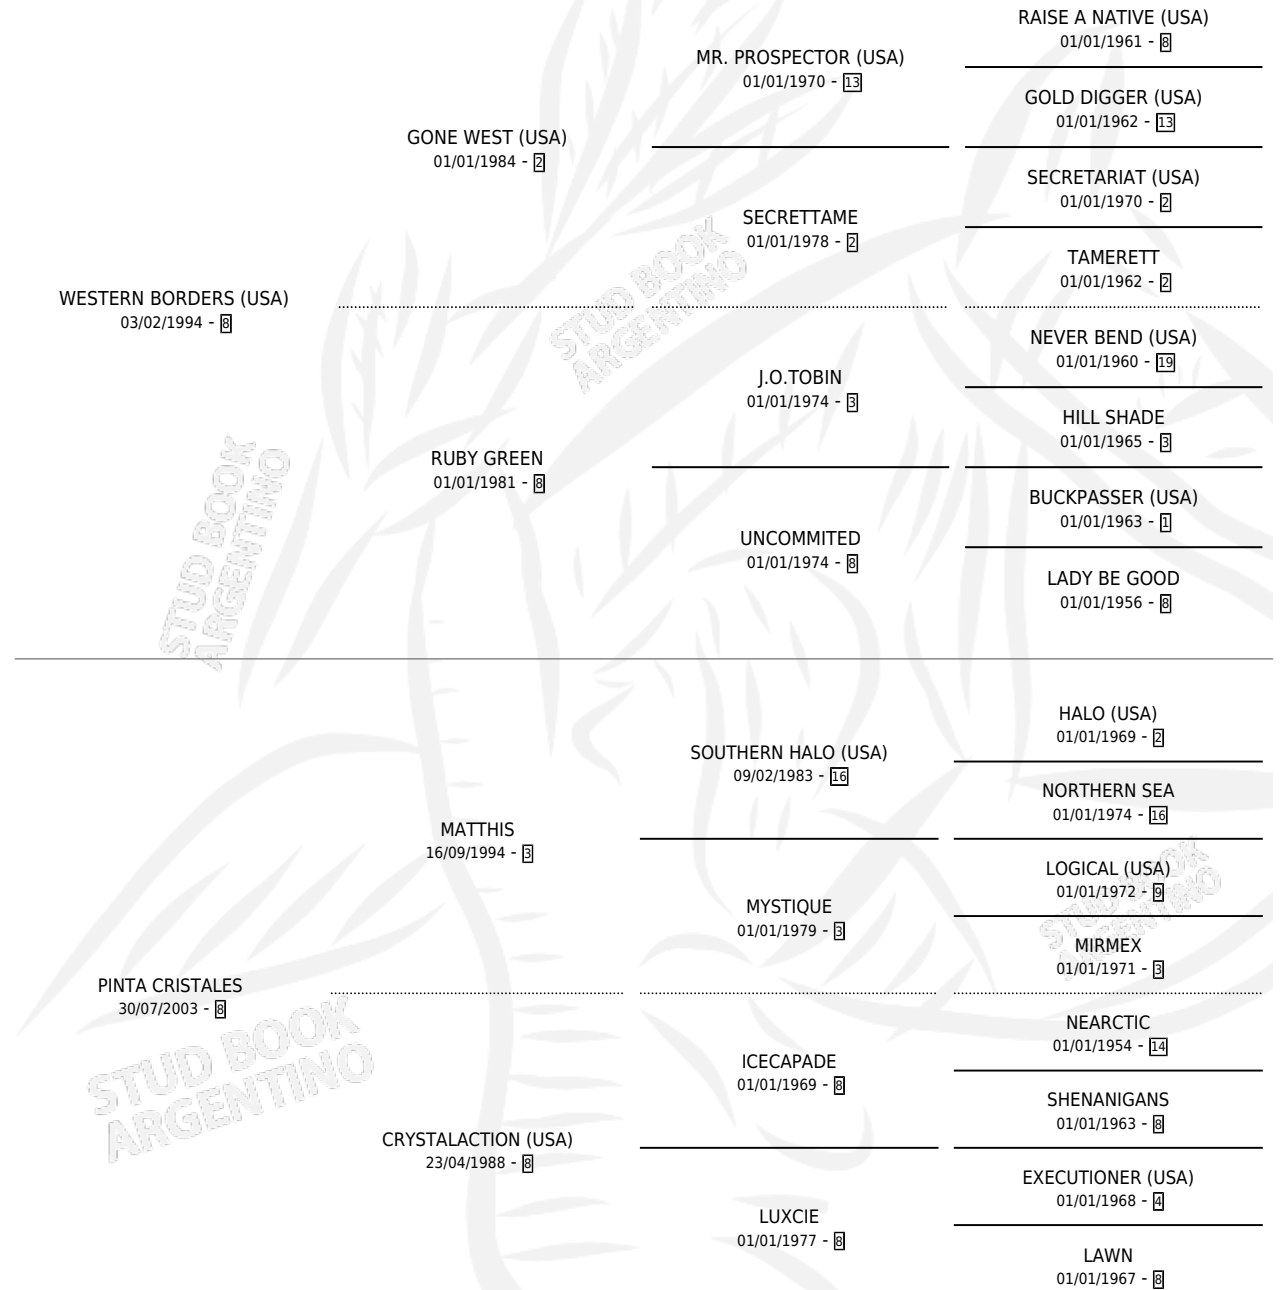 RAISE A NATIVE (USA)
01/01/1961 - 8
MR. PROSPECTOR (USA)
01/01/1970 - 13
GOLD DIGGER (USA)
01/01/1962 - 13
GONE WEST (USA)
01/01/1984 - 2
SECRETARIAT (USA)
01/01/1970 - 2
SECRETTAME
01/01/1978 - 2
TAMERETT
01/01/1962 - 2
WESTERN BORDERS (USA)
03/02/1994 - 8
NEVER BEND (USA)
01/01/1960 - 19
J.O.TOBIN
01/01/1974 - 3
HILL SHADE
01/01/1965 - 3
RUBY GREEN
01/01/1981 - 8
BUCKPASSER (USA)
01/01/1963 - 1
UNCOMMITED
01/01/1974 - 8
LADY BE GOOD
01/01/1956 - 8
HALO (USA)
01/01/1969 - 2
SOUTHERN HALO (USA)
09/02/1983 - 16
NORTHERN SEA
01/01/1974 - 16
MATTHIS
16/09/1994 - 3
LOGICAL (USA)
01/01/1972 - 9
MYSTIQUE
01/01/1979 - 3
MIRMEX
01/01/1971 - 3
PINTA CRISTALES
30/07/2003 - 8
NEARCTIC
01/01/1954 - 14
ICECAPADE
01/01/1969 - 8
SHENANIGANS
01/01/1963 - 8
CRYSTALACTION (USA)
23/04/1988 - 8
EXECUTIONER (USA)
01/01/1968 - 4
LUXCIE
01/01/1977 - 8
LAWN
01/01/1967 - 8
STUD BOOK
ARGENTINO
STUD BOOK
ARGENTINO
STUD BOOK
ARGENTINO
STUD BOOK
ARGENTINO